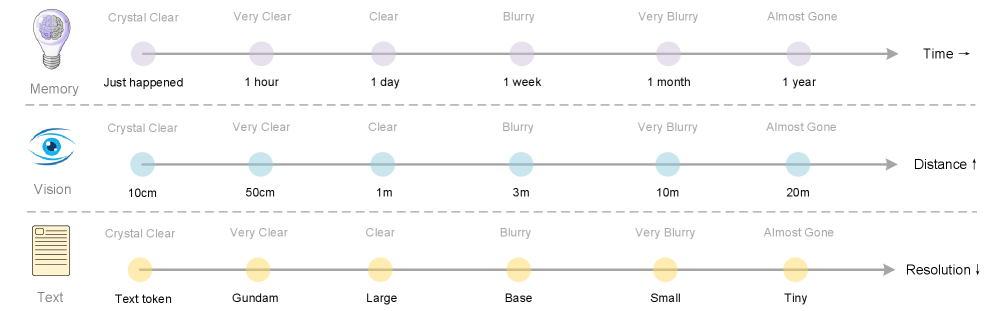 Crystal Clear Very Clear Clear Blurry Very Blurry Almost Gone
Time →
Just happened 1 hour 1 day 1 week 1 month 1 year
Memory
Crystal Clear Very Clear Clear Blurry Very Blurry Almost Gone
Distance ↑
10cm 50cm 1m 3m 10m 20m
Vision
Crystal Clear Very Clear Clear Blurry Very Blurry Almost Gone
Resolution ↓
Text token Gundam Large Base Small Tiny
Text